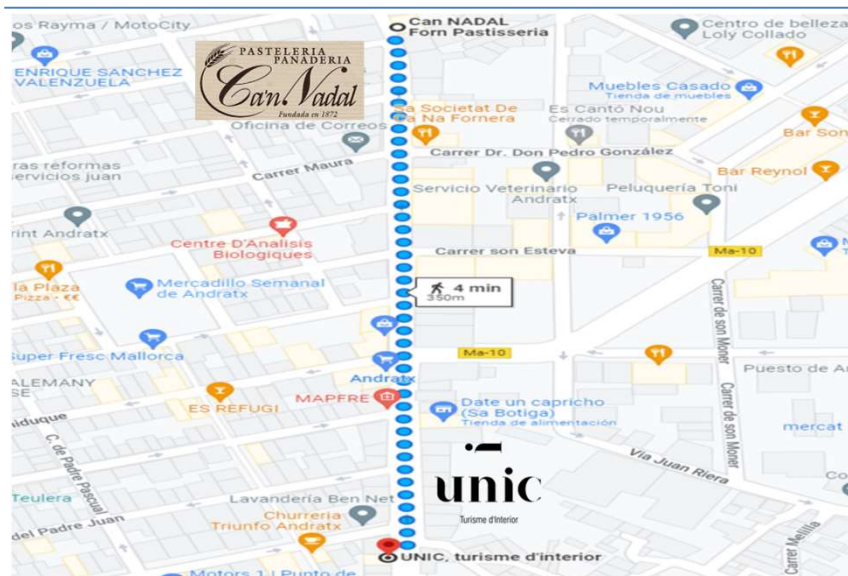 os Rayma / MotoCity
Can NADAL
Forn Pastisseria
Centro de belleza
Loly Collado
ENRIQUE SANCHEZ
VALENZUELA
PASTELERIA
PANADERIA
Ca'n Nadal
Fundada en 1872
Muebles Casado
Tienda de muebles
Sa Societat De
Ca Na Fornera
Es Cantó Nou
Cerrado temporalmente
Bar Son
Oficina de Correos
Carrer Dr. Don Pedro González
Carrer Maura
ras reformas
servicios juan
Servicio Veterinario
Andratx
Peluquería Toni
Bar Reynol
Palmer 1956
rint Andratx
Centre D'Analisis
Biologiques
Carrer son Esteva
Ma-10
la Plaza
Pizza · €€
Mercadillo Semanal
de Andratx
4 min
350m
Carrer de son Moner
Super Fresc Mallorca
Ma-10
Andratx
Puesto de An
ALEMANY
SE
ES REFUGI
MAPFRE
Date un capricho
(Sa Botiga)
Tienda de alimentación
Carrer de son Moner
niduque
mercat
C. de Padre Pascual
unic
Turisme d'Interior
Via Juan Riera
Co
Teulera
Lavandería Ben Net
Churreria
Triunfo Andratx
del Padre Juan
Carrer Melilla
UNIC, turisme d'interior
Motors 1 | Punto de